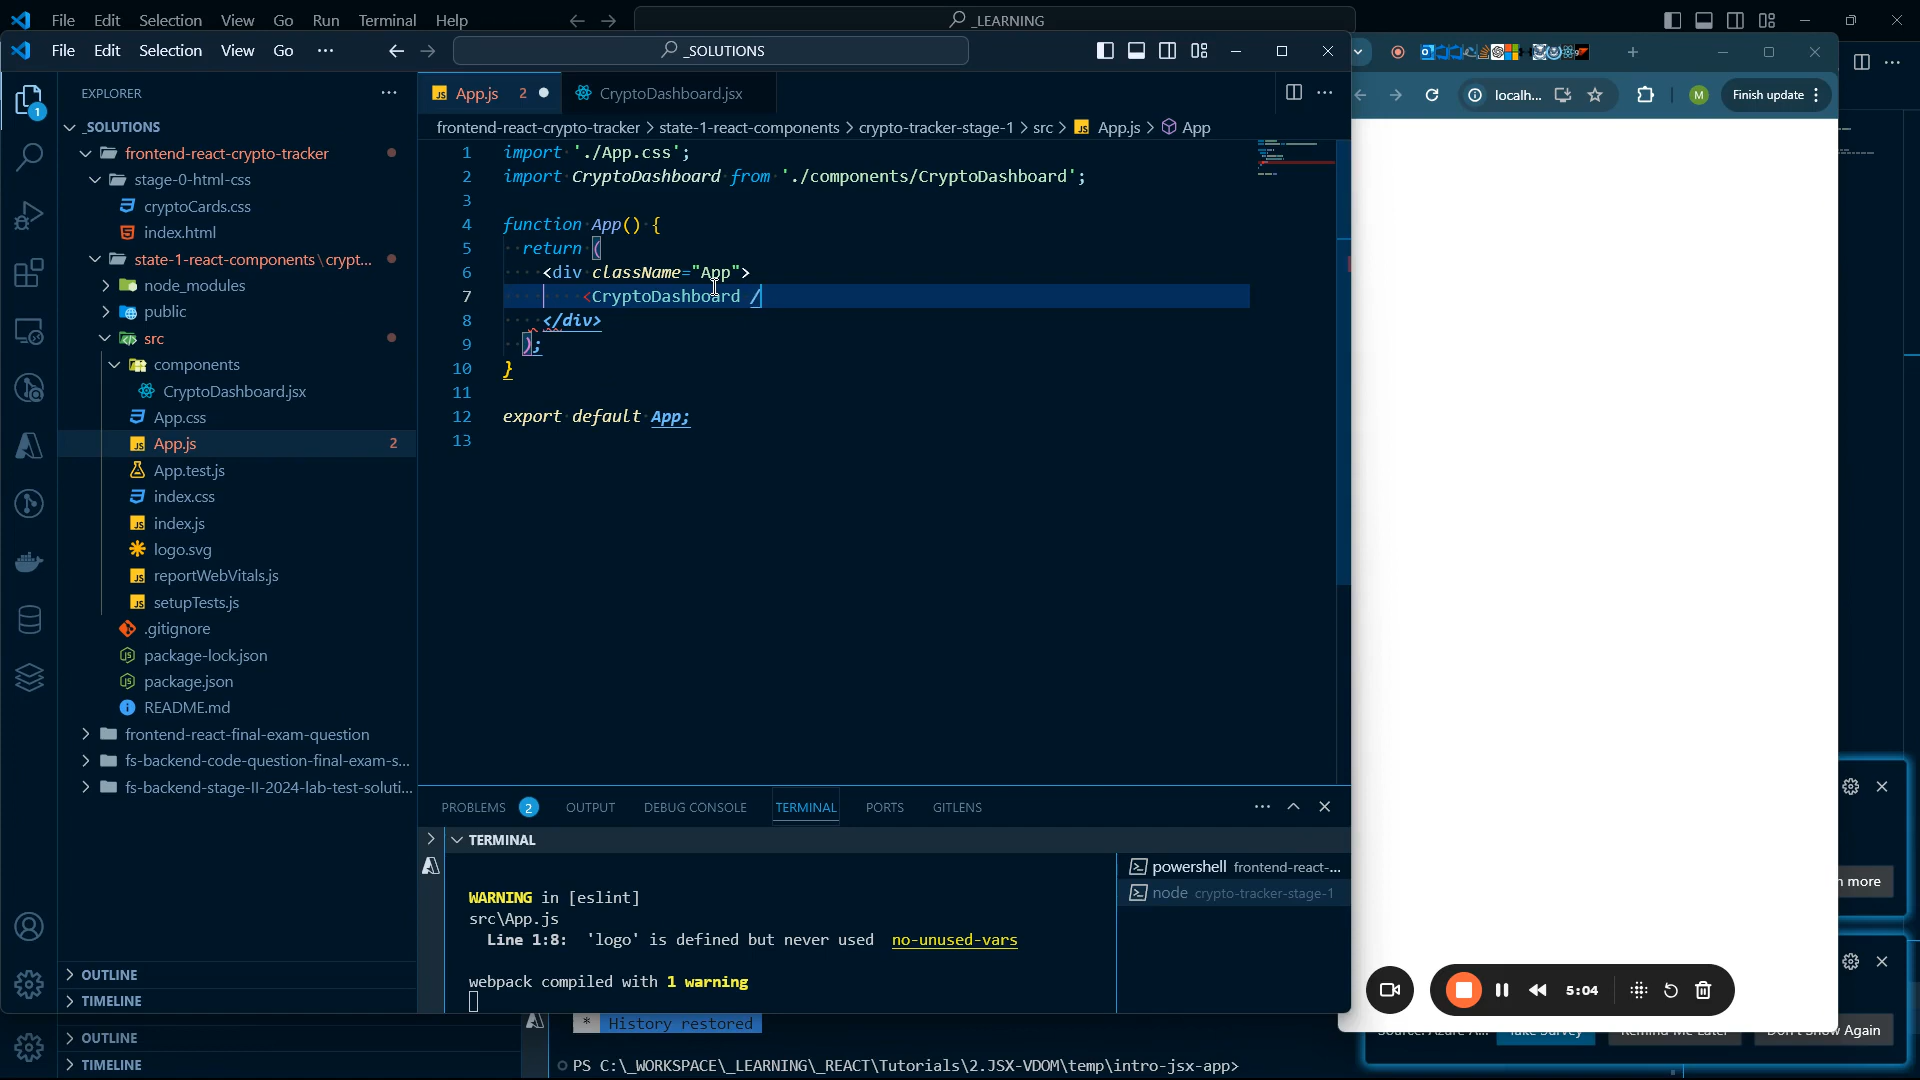 File Edit Selection View Go Run Terminal Help
_LEARNING
File Edit Selection View Go ···
_SOLUTIONS
EXPLORER
_SOLUTIONS
frontend-react-crypto-tracker
stage-0-html-css
cryptoCards.css
index.html
state-1-react-components\crypt...
node_modules
public
src
components
CryptoDashboard.jsx
App.css
App.js 2
App.test.js
index.css
index.js
logo.svg
reportWebVitals.js
setupTests.js
.gitignore
package-lock.json
package.json
README.md
frontend-react-final-exam-question
fs-backend-code-question-final-exam-s...
fs-backend-stage-II-2024-lab-test-soluti...
OUTLINE
TIMELINE
OUTLINE
TIMELINE
1
App.js 2
CryptoDashboard.jsx
frontend-react-crypto-tracker > state-1-react-components > crypto-tracker-stage-1 > src > App.js > App
1 import './App.css';
2 import CryptoDashboard from './components/CryptoDashboard';
3
4 function App() {
5 return (
6 <div className="App">
7 <CryptoDashboard /
8 </div>
9 );
10 }
11
12 export default App;
13
PROBLEMS 2 OUTPUT DEBUG CONSOLE TERMINAL PORTS GITLENS
TERMINAL
WARNING in [eslint]
src\App.js
Line 1:8: 'logo' is defined but never used no-unused-vars
webpack compiled with 1 warning
powershell frontend-react-...
node crypto-tracker-stage-1
* History restored
PS C:\_WORKSPACE\_LEARNING\_REACT\Tutorials\2.JSX-VDOM\temp\intro-jsx-app>
localh...
M
Finish update
n more
5:04
Take Survey
Remind Me Later
Don't Show Again